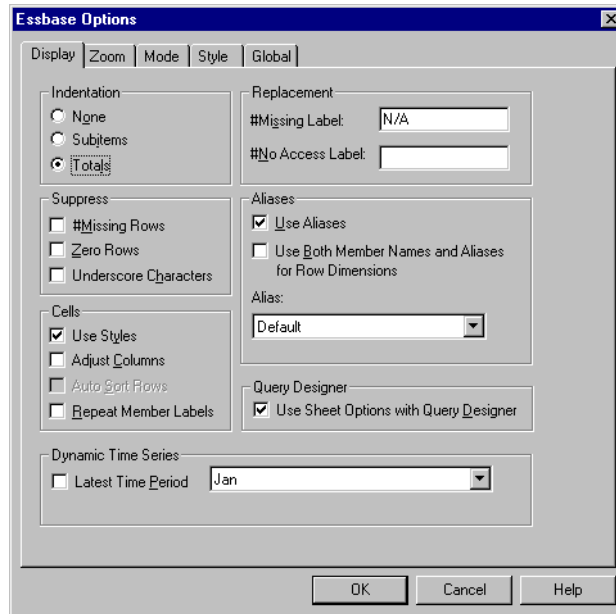 Essbase Options
Display Zoom Mode Style Global
Indentation
None
Subitems
Totals
Replacement
#Missing Label: N/A
#No Access Label:
Suppress
#Missing Rows
Zero Rows
Underscore Characters
Aliases
Use Aliases
Use Both Member Names and Aliases
for Row Dimensions
Alias:
Default
Cells
Use Styles
Adjust Columns
Auto Sort Rows
Repeat Member Labels
Query Designer
Use Sheet Options with Query Designer
Dynamic Time Series
Latest Time Period Jan
OK Cancel Help